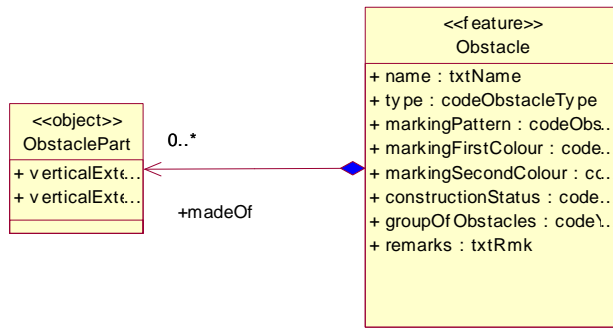 <<feature>>
Obstacle
+ name : txtName
+ type : codeObstacleType
+ markingPattern : codeObs...
+ markingFirstColour : code...
+ markingSecondColour : co...
+ constructionStatus : code...
+ groupOfObstacles : codeY...
+ remarks : txtRmk
<<object>>
ObstaclePart
+ verticalExte...
+ verticalExte...
0..*
+madeOf